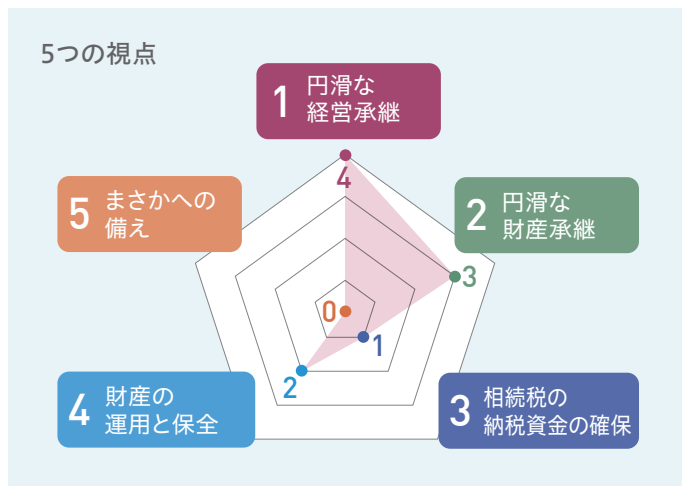 5つの視点
1 円滑な
経営承継
5 まさかへの
備え
2 円滑な
財産承継
4
3
0
1
2
4 財産の
運用と保全
3 相続税の
納税資金の確保